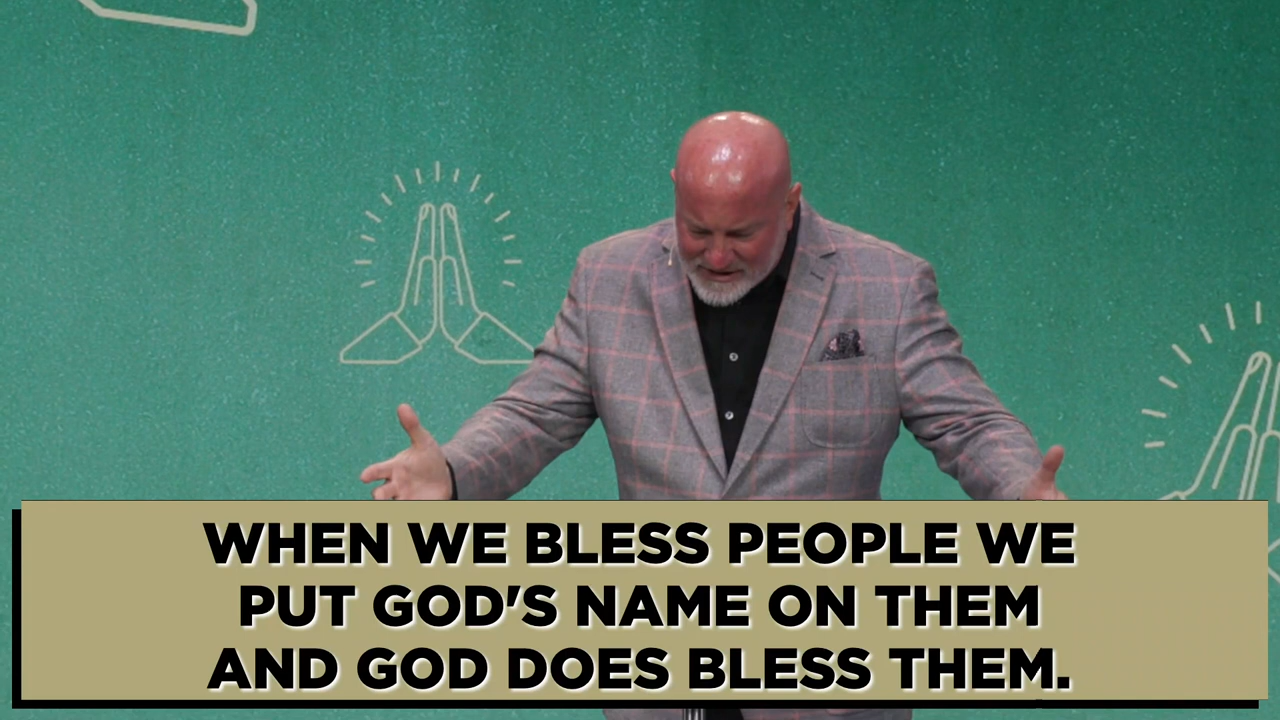 WHEN WE BLESS PEOPLE WE
PUT GOD'S NAME ON THEM
AND GOD DOES BLESS THEM.